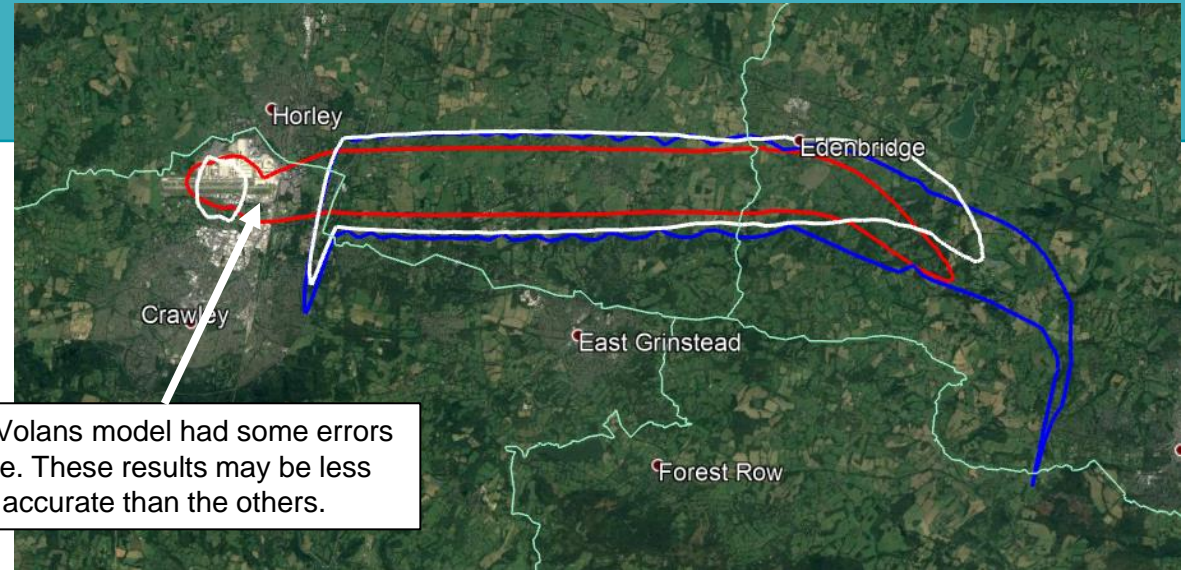 Horley
Edenbridge
Crawley
East Grinstead
Forest Row
Volans model had some errors
e. These results may be less
accurate than the others.